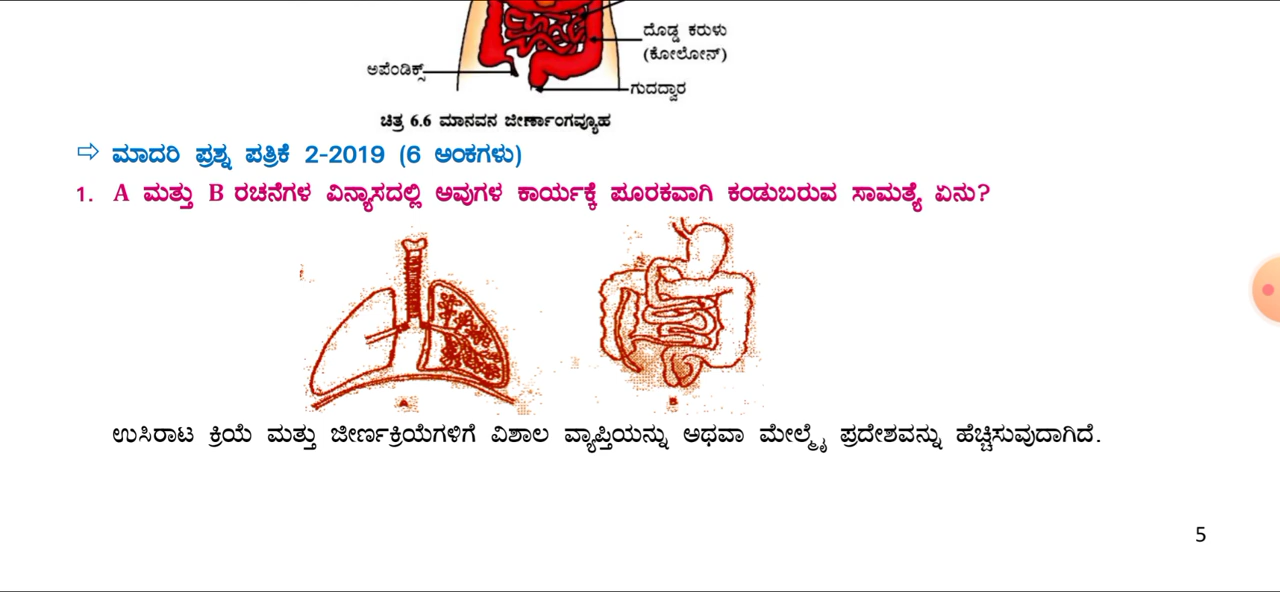 ದೊಡ್ಡ ಕರುಳು
(ಕೋಲೋನ್)
ಅಪೆಂಡಿಕ್ಸ್
ಗುದದ್ವಾರ
ಚಿತ್ರ 6.6 ಮಾನವನ ಜೀರ್ಣಾಂಗವ್ಯೂಹ
⇨ ಮಾದರಿ ಪ್ರಶ್ನ ಪತ್ರಿಕೆ 2-2019 (6 ಅಂಕಗಳು)
1. A ಮತ್ತು B ರಚನೆಗಳ ವಿನ್ಯಾಸದಲ್ಲಿ ಅವುಗಳ ಕಾರ್ಯಕ್ಕೆ ಪೂರಕವಾಗಿ ಕಂಡುಬರುವ ಸಾಮತ್ಯೆ ಏನು?
A
B
ಉಸಿರಾಟ ಕ್ರಿಯೆ ಮತ್ತು ಜೀರ್ಣಕ್ರಿಯೆಗಳಿಗೆ ವಿಶಾಲ ವ್ಯಾಪ್ತಿಯನ್ನು ಅಥವಾ ಮೇಲ್ಮೈ ಪ್ರದೇಶವನ್ನು ಹೆಚ್ಚಿಸುವುದಾಗಿದೆ.
5